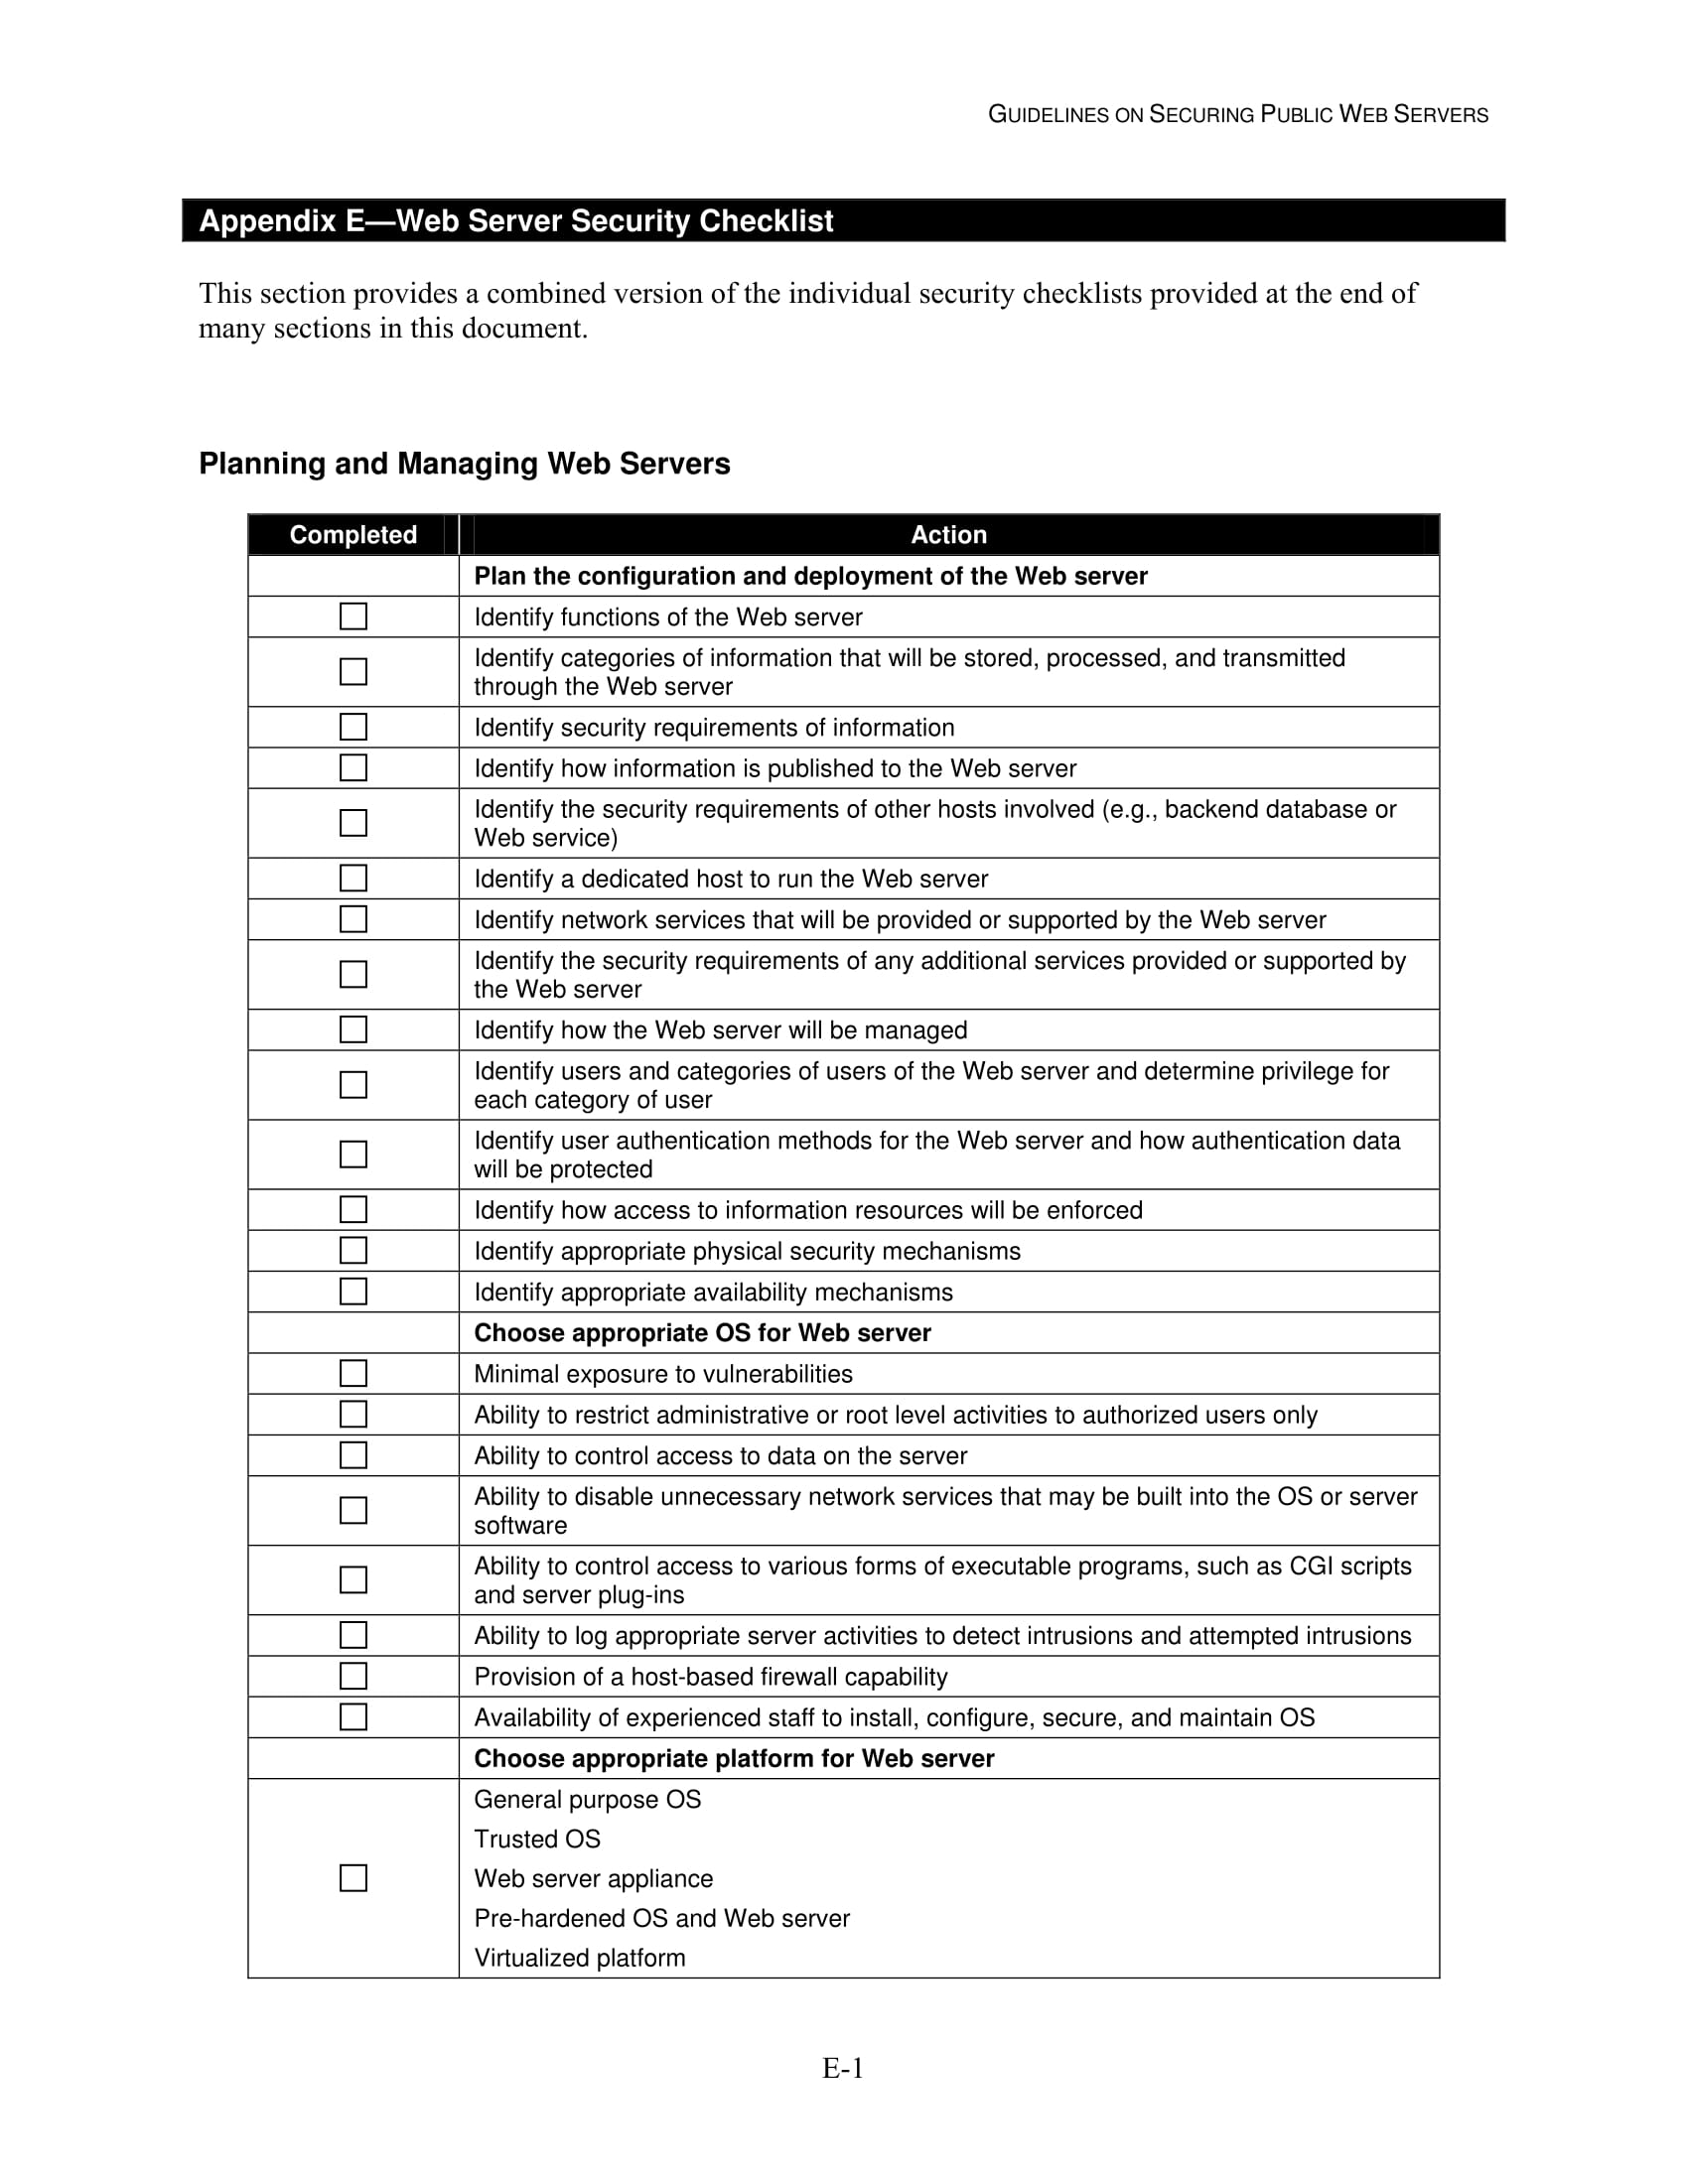 GUIDELINES ON SECURING PUBLIC WEB SERVERS
Appendix E—Web Server Security Checklist
This section provides a combined version of the individual security checklists provided at the end of
many sections in this document.
Planning and Managing Web Servers
Completed Action
Plan the configuration and deployment of the Web server
Identify functions of the Web server
Identify categories of information that will be stored, processed, and transmitted
through the Web server
Identify security requirements of information
Identify how information is published to the Web server
Identify the security requirements of other hosts involved (e.g., backend database or
Web service)
Identify a dedicated host to run the Web server
Identify network services that will be provided or supported by the Web server
Identify the security requirements of any additional services provided or supported by
the Web server
Identify how the Web server will be managed
Identify users and categories of users of the Web server and determine privilege for
each category of user
Identify user authentication methods for the Web server and how authentication data
will be protected
Identify how access to information resources will be enforced
Identify appropriate physical security mechanisms
Identify appropriate availability mechanisms
Choose appropriate OS for Web server
Minimal exposure to vulnerabilities
Ability to restrict administrative or root level activities to authorized users only
Ability to control access to data on the server
Ability to disable unnecessary network services that may be built into the OS or server
software
Ability to control access to various forms of executable programs, such as CGI scripts
and server plug-ins
Ability to log appropriate server activities to detect intrusions and attempted intrusions
Provision of a host-based firewall capability
Availability of experienced staff to install, configure, secure, and maintain OS
Choose appropriate platform for Web server
General purpose OS
Trusted OS
Web server appliance
Pre-hardened OS and Web server
Virtualized platform
E-1